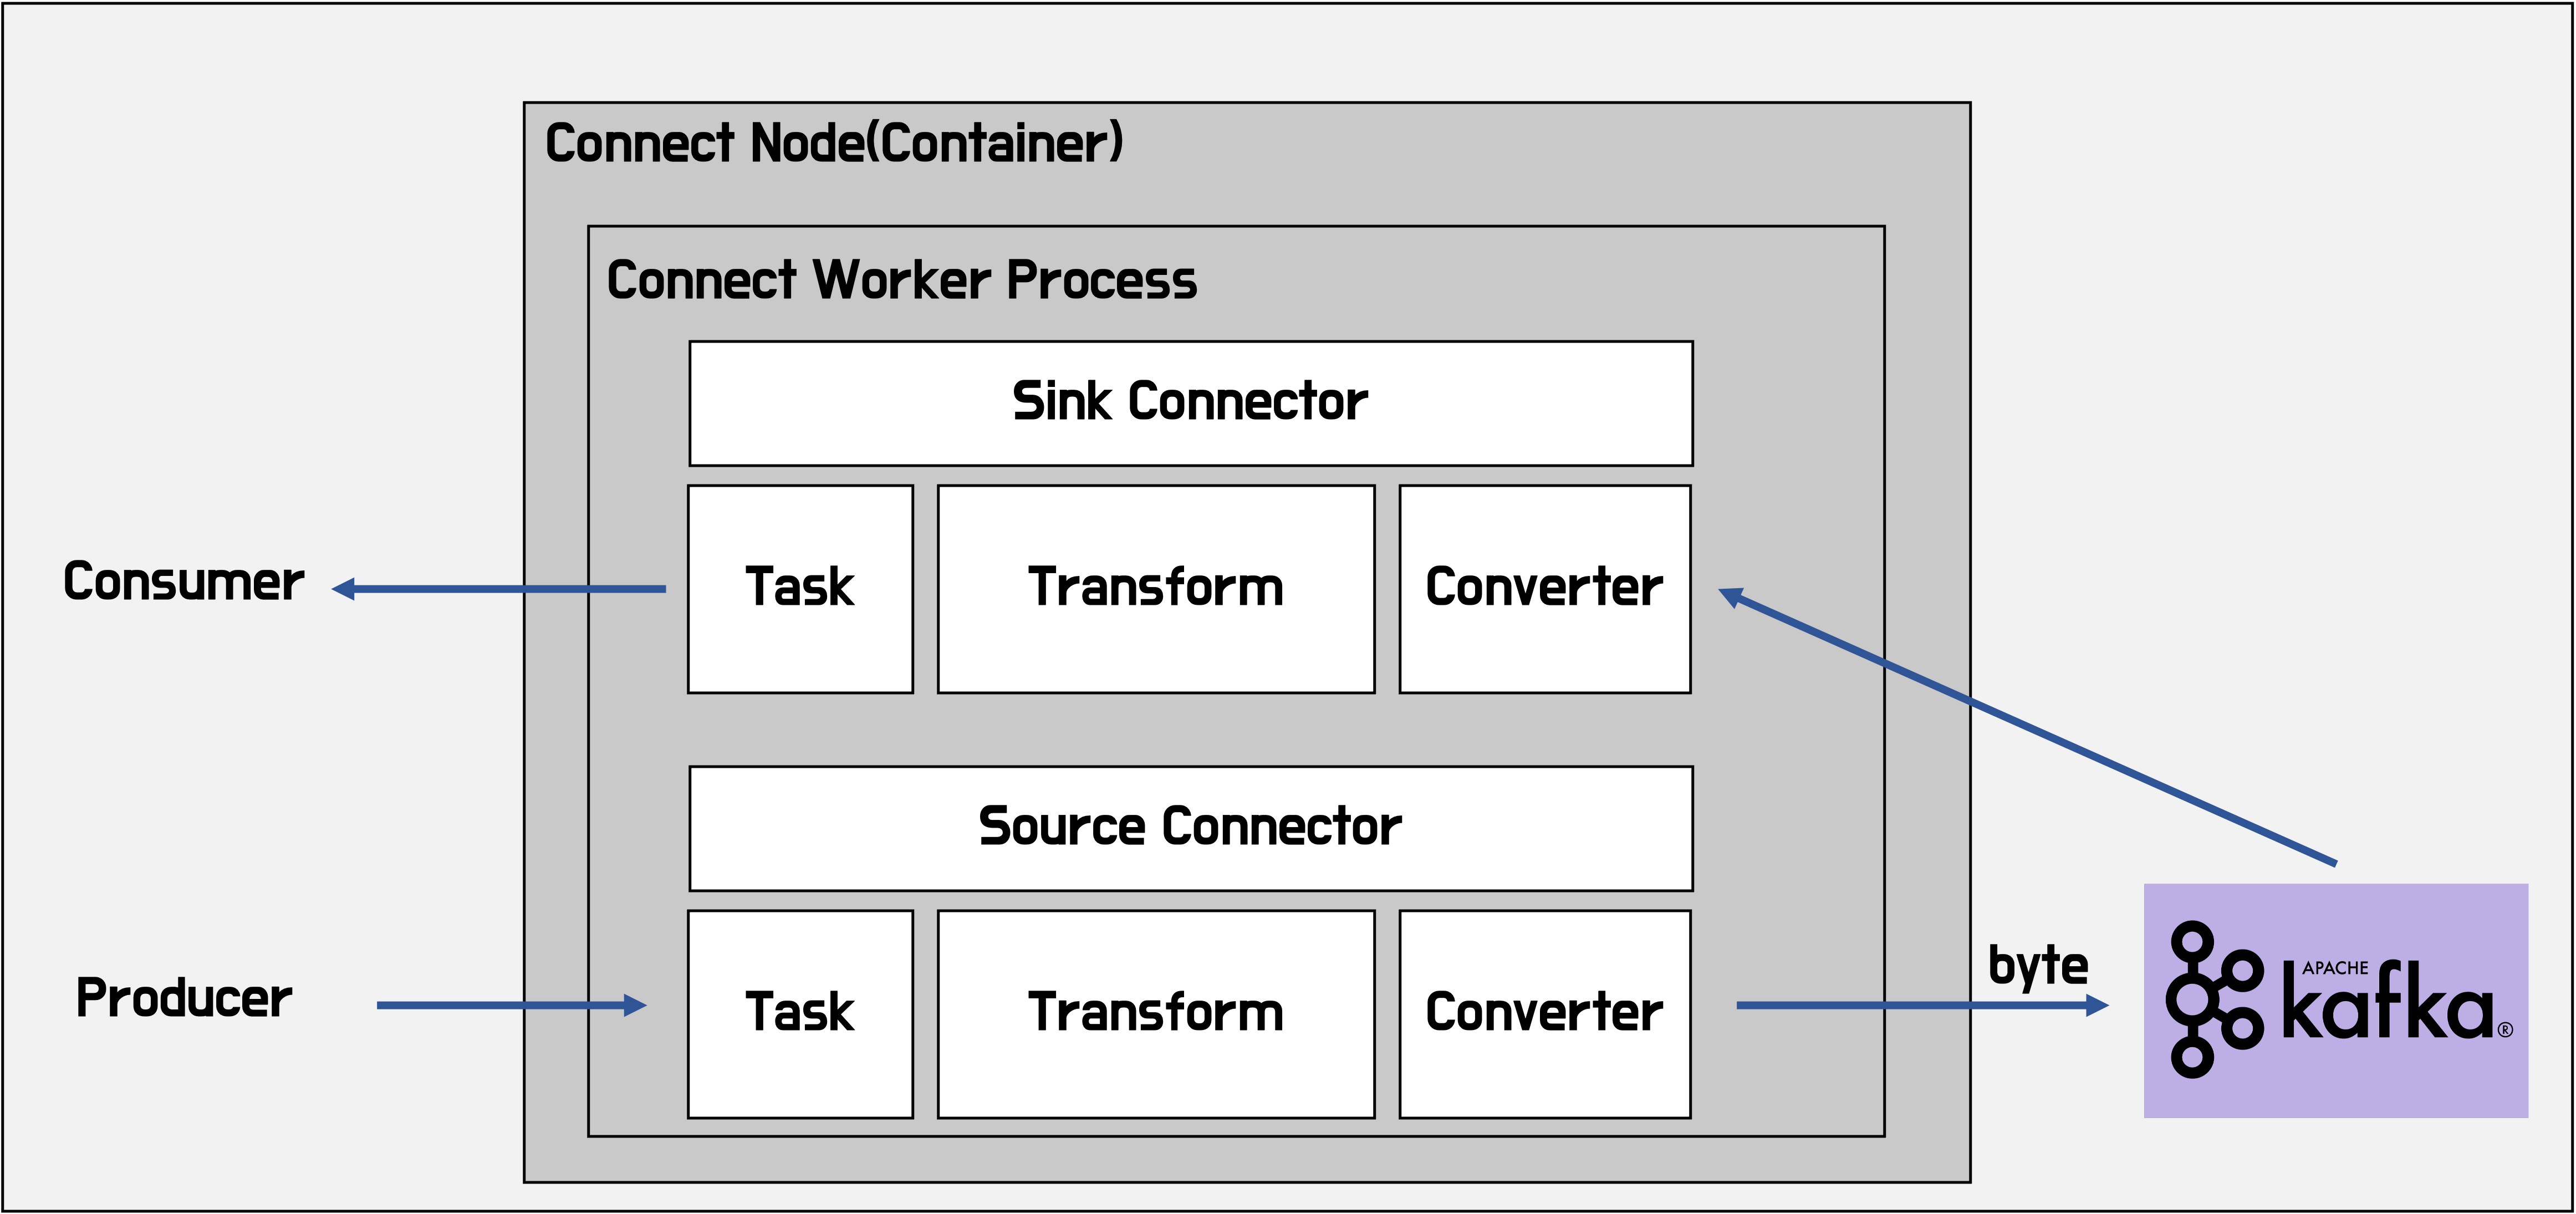 Connect Node(Container)
Connect Worker Process
Sink Connector
Consumer
Task
Transform
Converter
Source Connector
Producer
Task
Transform
Converter
byte
APACHE
kafka®